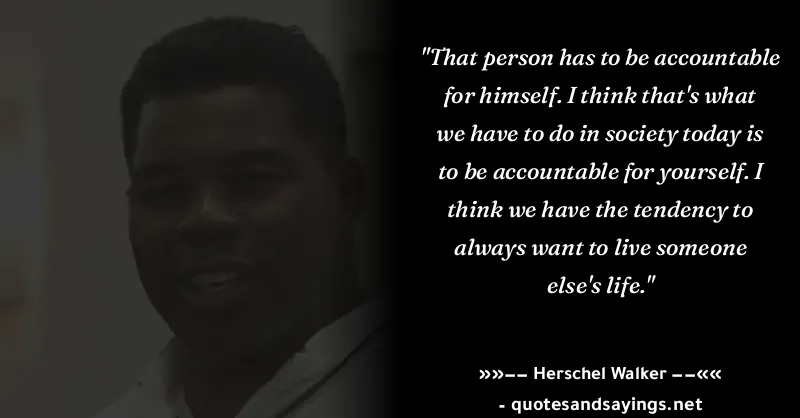 "That person has to be accountable
for himself. I think that's what
we have to do in society today is
to be accountable for yourself. I
think we have the tendency to
always want to live someone
else's life."
»»-- Herschel Walker --««
- quotesandsayings.net